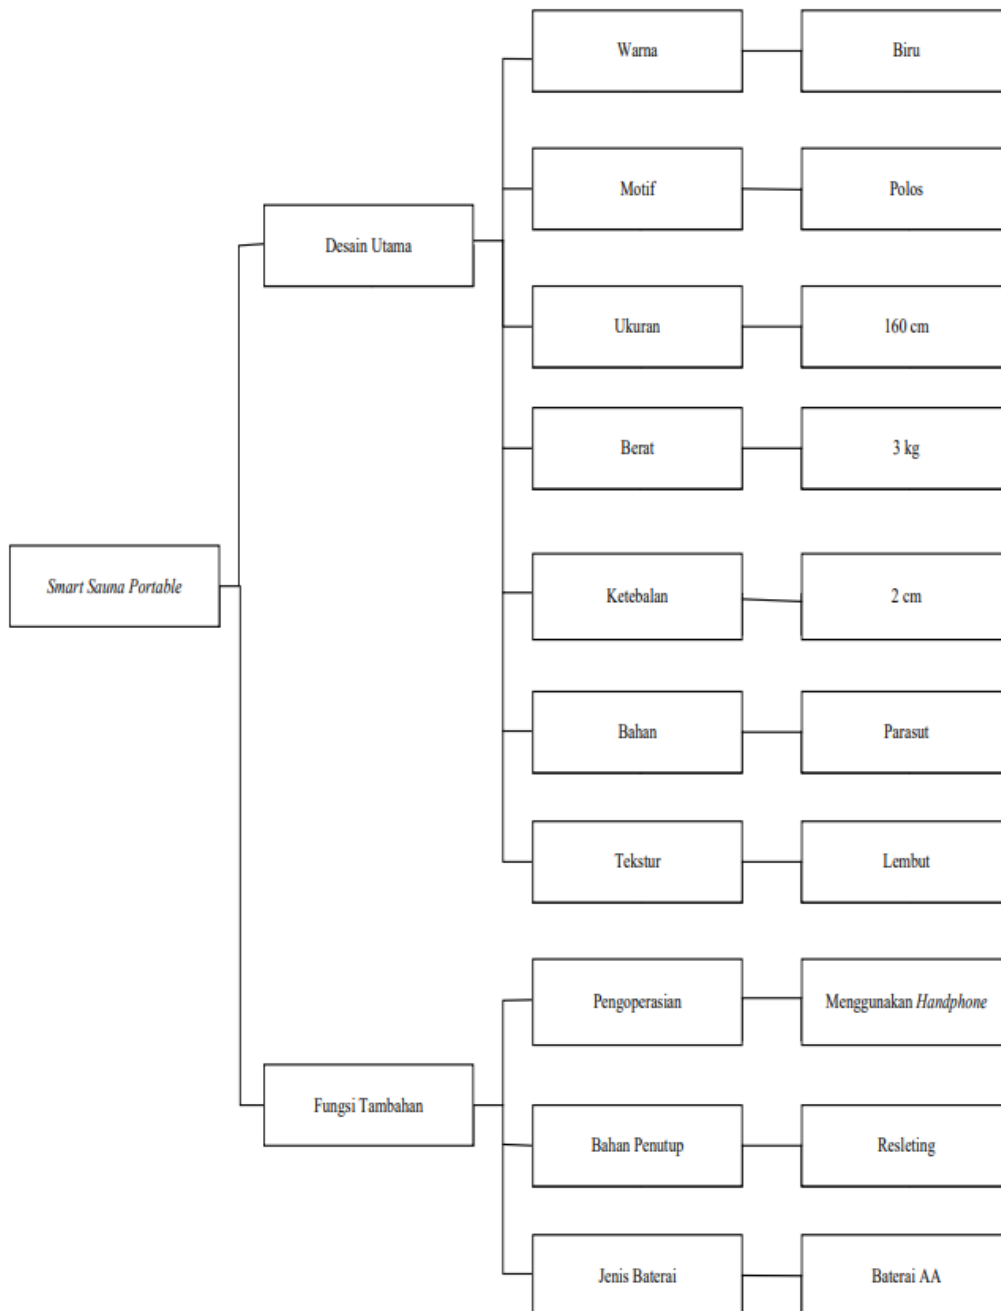 Warna
Biru
Motif
Polos
Desain Utama
Ukuran
160 cm
Berat
3 kg
Smart Sauna Portable
Ketebalan
2 cm
Bahan
Parasut
Tekstur
Lembut
Pengoperasian
Menggunakan Handphone
Fungsi Tambahan
Bahan Penutup
Resleting
Jenis Baterai
Baterai AA